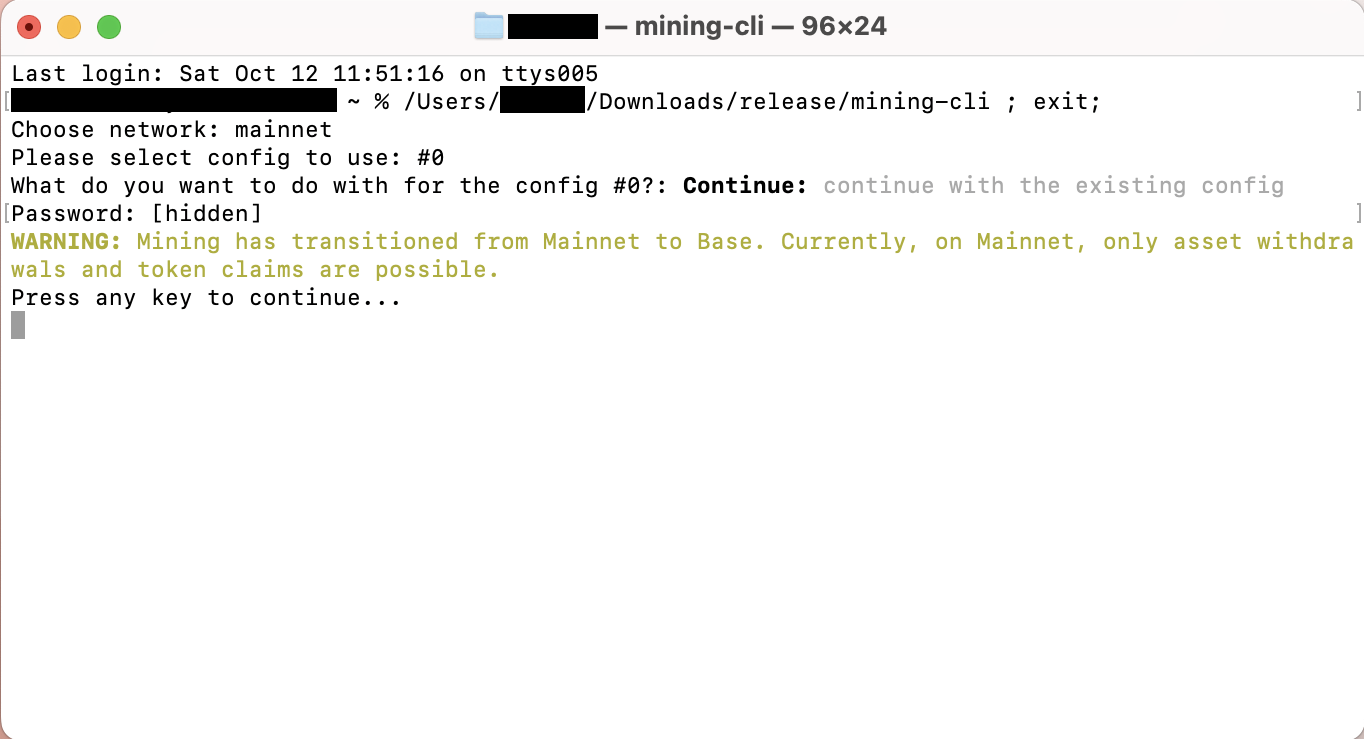 — mining-cli — 96×24
Last login: Sat Oct 12 11:51:16 on ttys005
~ % /Users/ /Downloads/release/mining-cli ; exit;
Choose network: mainnet
Please select config to use: #0
What do you want to do with for the config #0?: Continue: continue with the existing config
Password: [hidden]
WARNING: Mining has transitioned from Mainnet to Base. Currently, on Mainnet, only asset withdra
wals and token claims are possible.
Press any key to continue...